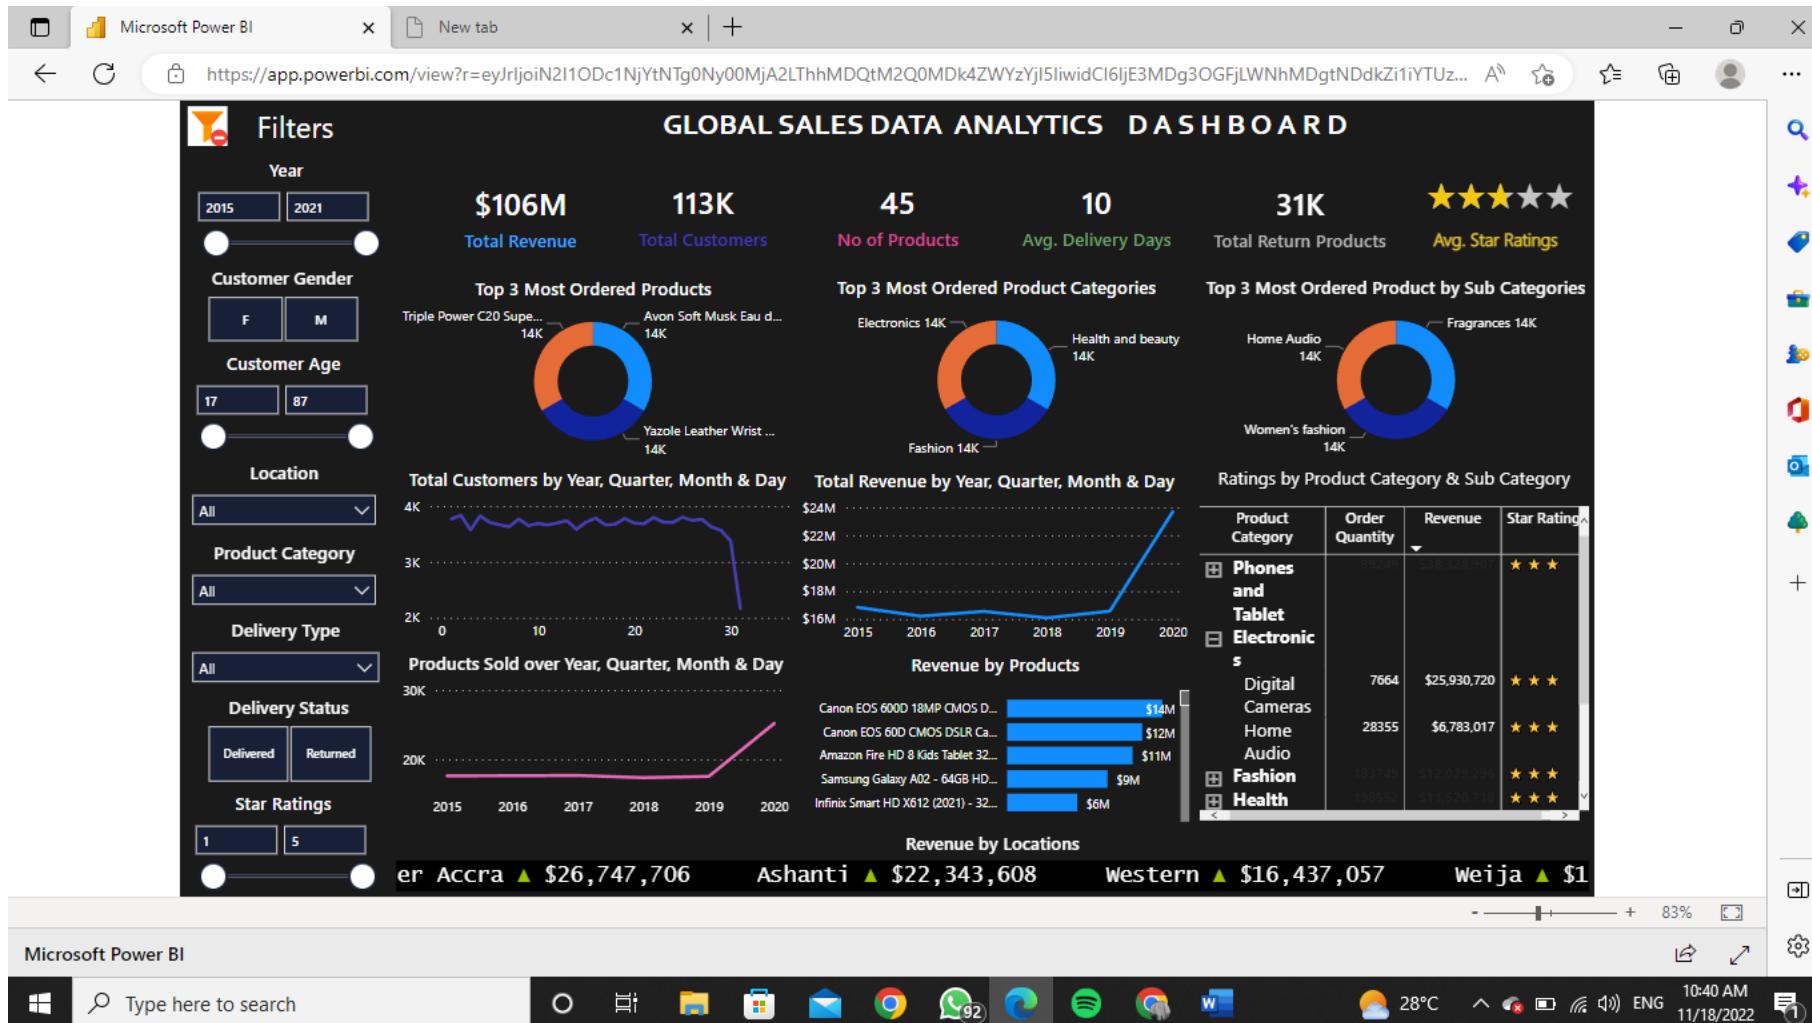 Microsoft Power BI
New tab
https://app.powerbi.com/view?r=eyJrIjoiN2I1ODc1NjYtNTg0Ny00MjA2LThhMDQtM2Q0MDk4ZWYzYjI5IiwidCI6IjE3MDg3OGFjLWNhMDgtNDdkZi1iYTUz...
Filters
GLOBAL SALES DATA ANALYTICS DASHBOARD
Year
2015 2021
Customer Gender
F M
Customer Age
17 87
Location
All
Product Category
All
Delivery Type
All
Delivery Status
Delivered Returned
Star Ratings
1 5
$106M
Total Revenue
113K
Total Customers
45
No of Products
10
Avg. Delivery Days
31K
Total Return Products
Avg. Star Ratings
Top 3 Most Ordered Products
Triple Power C20 Supe...
14K
Avon Soft Musk Eau d...
14K
Yazole Leather Wrist ...
14K
Top 3 Most Ordered Product Categories
Electronics 14K
Health and beauty
14K
Fashion 14K
Top 3 Most Ordered Product by Sub Categories
Fragrances 14K
Home Audio
14K
Women's fashion
14K
Total Customers by Year, Quarter, Month & Day
4K
3K
2K
0 10 20 30
Total Revenue by Year, Quarter, Month & Day
$24M
$22M
$20M
$18M
$16M
2015 2016 2017 2018 2019 2020
Ratings by Product Category & Sub Category
Product Category
Order Quantity
Revenue
Star Rating
Phones and Tablet
Electronics
Digital Cameras 7664 $25,930,720
Home Audio 28355 $6,783,017
Fashion
Health
Products Sold over Year, Quarter, Month & Day
30K
20K
2015 2016 2017 2018 2019 2020
Revenue by Products
Canon EOS 600D 18MP CMOS D... $14M
Canon EOS 60D CMOS DSLR Ca... $12M
Amazon Fire HD 8 Kids Tablet 32... $11M
Samsung Galaxy A02 - 64GB HD... $9M
Infinix Smart HD X612 (2021) - 32... $6M
Revenue by Locations
er Accra ▲ $26,747,706 Ashanti ▲ $22,343,608 Western ▲ $16,437,057 Weija ▲ $1
- + 83%
Microsoft Power BI
Type here to search
92
28°C
ENG
10:40 AM
11/18/2022
1